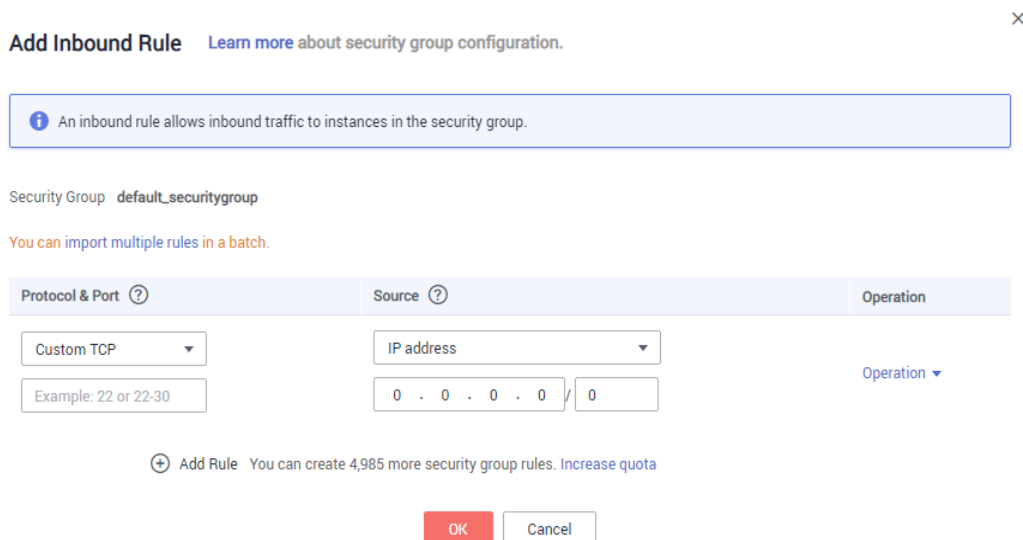 Add Inbound Rule Learn more about security group configuration.
An inbound rule allows inbound traffic to instances in the security group.
Security Group default_securitygroup
You can import multiple rules in a batch.
Protocol & Port Source Operation
Custom TCP IP address
Operation
Example: 22 or 22-30 0 . 0 . 0 . 0 / 0
Add Rule You can create 4,985 more security group rules. Increase quota
OK Cancel